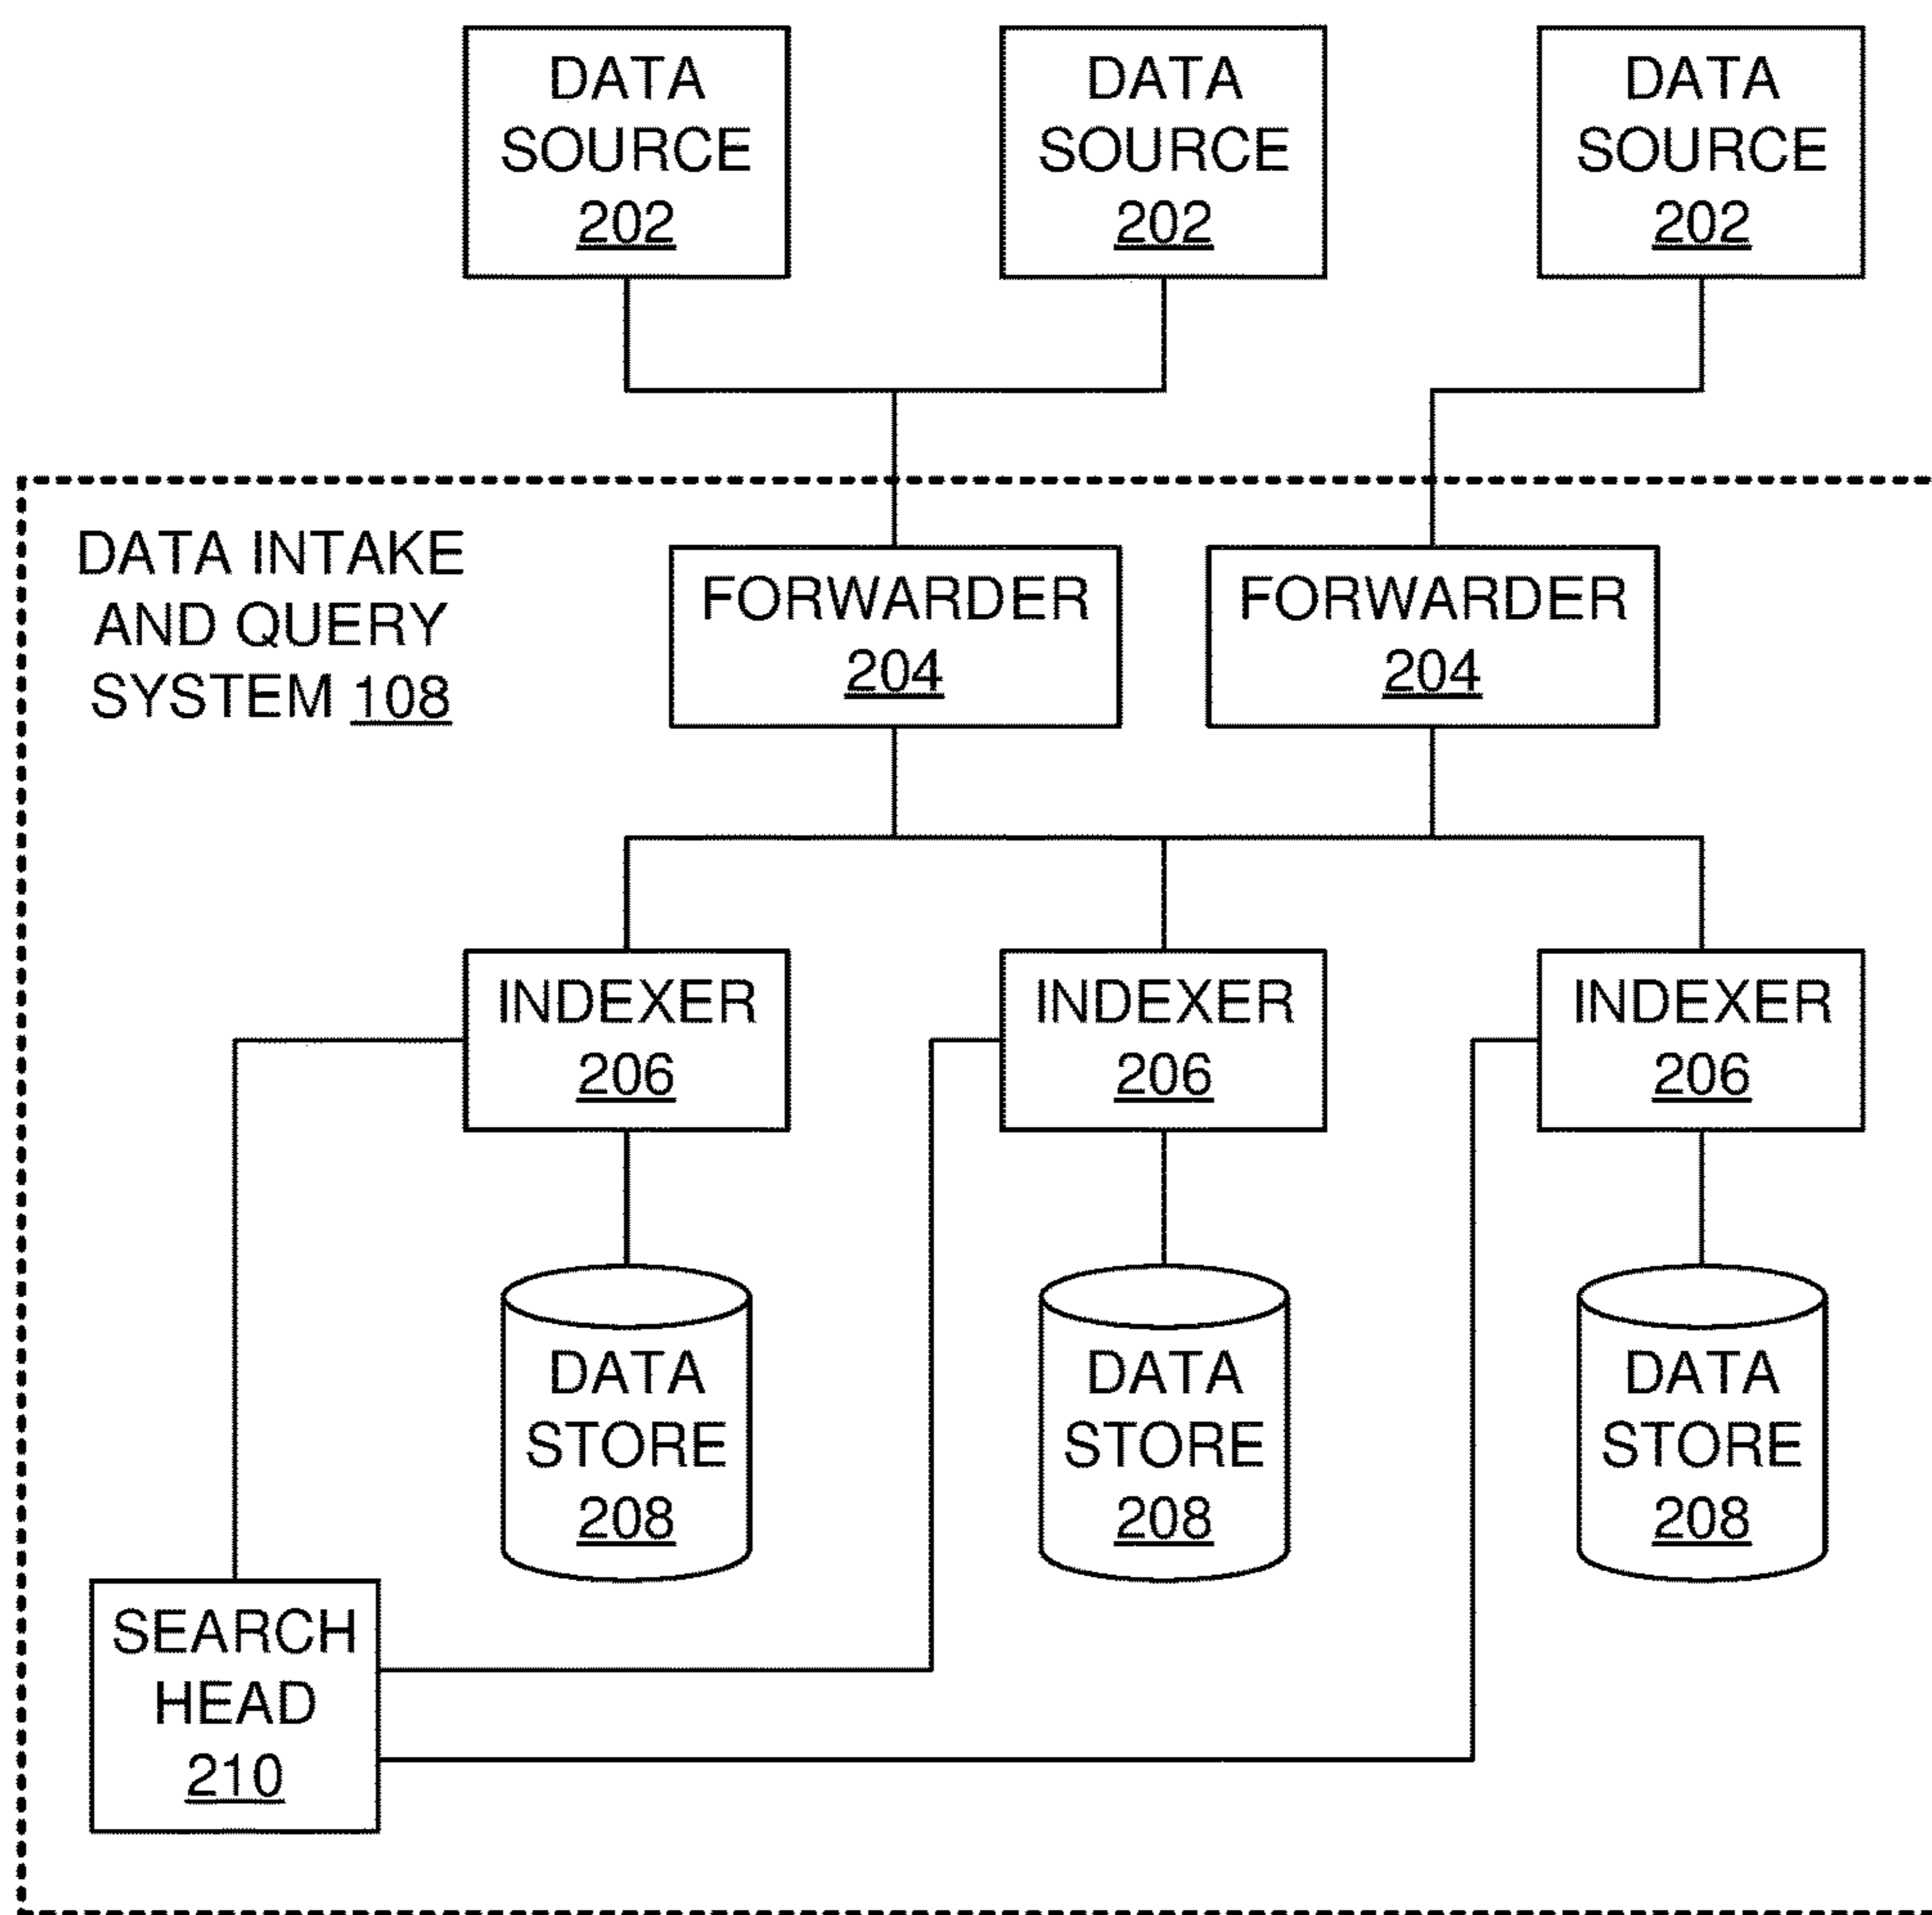 DATA
SOURCE
202
DATA
SOURCE
202
DATA
SOURCE
202
DATA INTAKE
AND QUERY
SYSTEM 108
FORWARDER
204
FORWARDER
204
INDEXER
206
INDEXER
206
INDEXER
206
DATA
STORE
208
DATA
STORE
208
DATA
STORE
208
SEARCH
HEAD
210